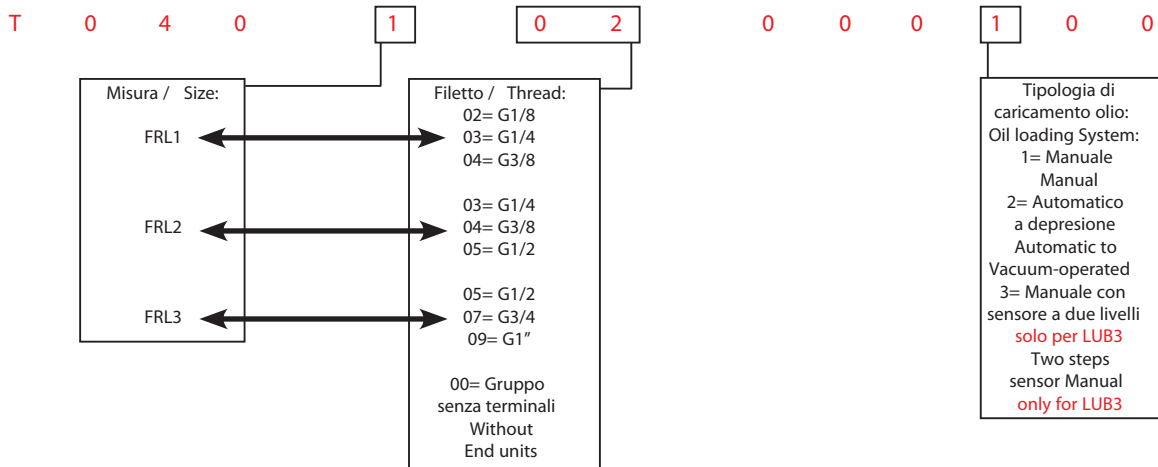 T 0 4 0 1 0 2 0 0 0 1 0 0
Misura / Size:
FRL1
FRL2
FRL3
Filetto / Thread:
02= G1/8
03= G1/4
04= G3/8
03= G1/4
04= G3/8
05= G1/2
05= G1/2
07= G3/4
09= G1”
00= Gruppo
senza terminali
Without
End units
Tipologia di
caricamento olio:
Oil loading System:
1= Manuale
Manual
2= Automatico
a depresione
Automatic to
Vacuum-operated
3= Manuale con
sensore a due livelli
solo per LUB3
Two steps
sensor Manual
only for LUB3